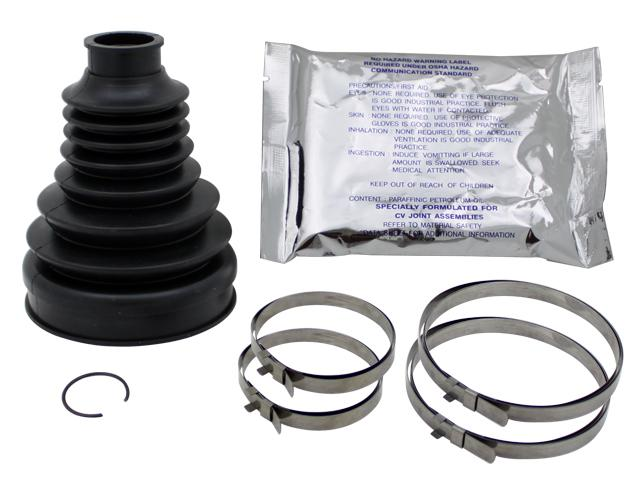 NO HAZARD WARNING LABEL
REQUIRED UNDER OSHA HAZARD
COMMUNICATION STANDARD
PRECAUTIONS/FIRST AID
EYES : NONE REQUIRED. USE OF EYE PROTECTION
IS GOOD INDUSTRIAL PRACTICE. FLUSH
EYES WITH WATER IF CONTACTED.
SKIN : NONE REQUIRED. USE OF PROTECTIVE
GLOVES IS GOOD INDUSTRIAL PRACTICE.
INHALATION : NONE REQUIRED, USE OF ADEQUATE
VENTILATION IS GOOD INDUSTRIAL
PRACTICE.
INGESTION : INDUCE VOMITTING IF LARGE
AMOUNT IS SWALLOWED. SEEK
MEDICAL ATTENTION.
KEEP OUT OF REACH OF CHILDREN
CONTENT : PARAFFINIC PETROLEUM-OIL
SPECIALLY FORMULATED FOR
CV JOINT ASSEMBLIES
REFER TO MATERIAL SAFETY
DATA SHEET FOR ADDITIONAL INFORMATION